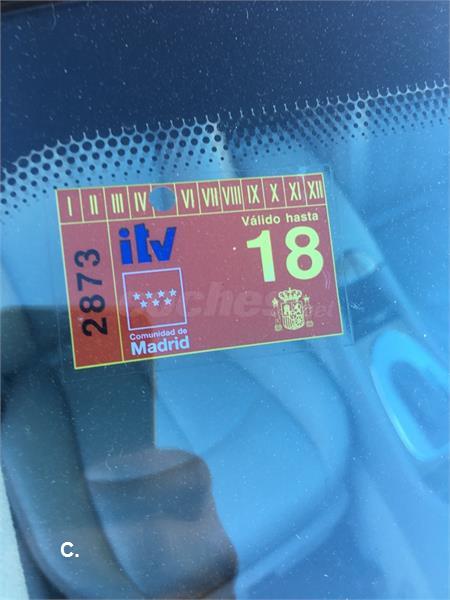 I II III IV VI VII VIII IX X XI XII
Válido hasta
itv
18
2873
coches.net
Comunidad de
Madrid
C.